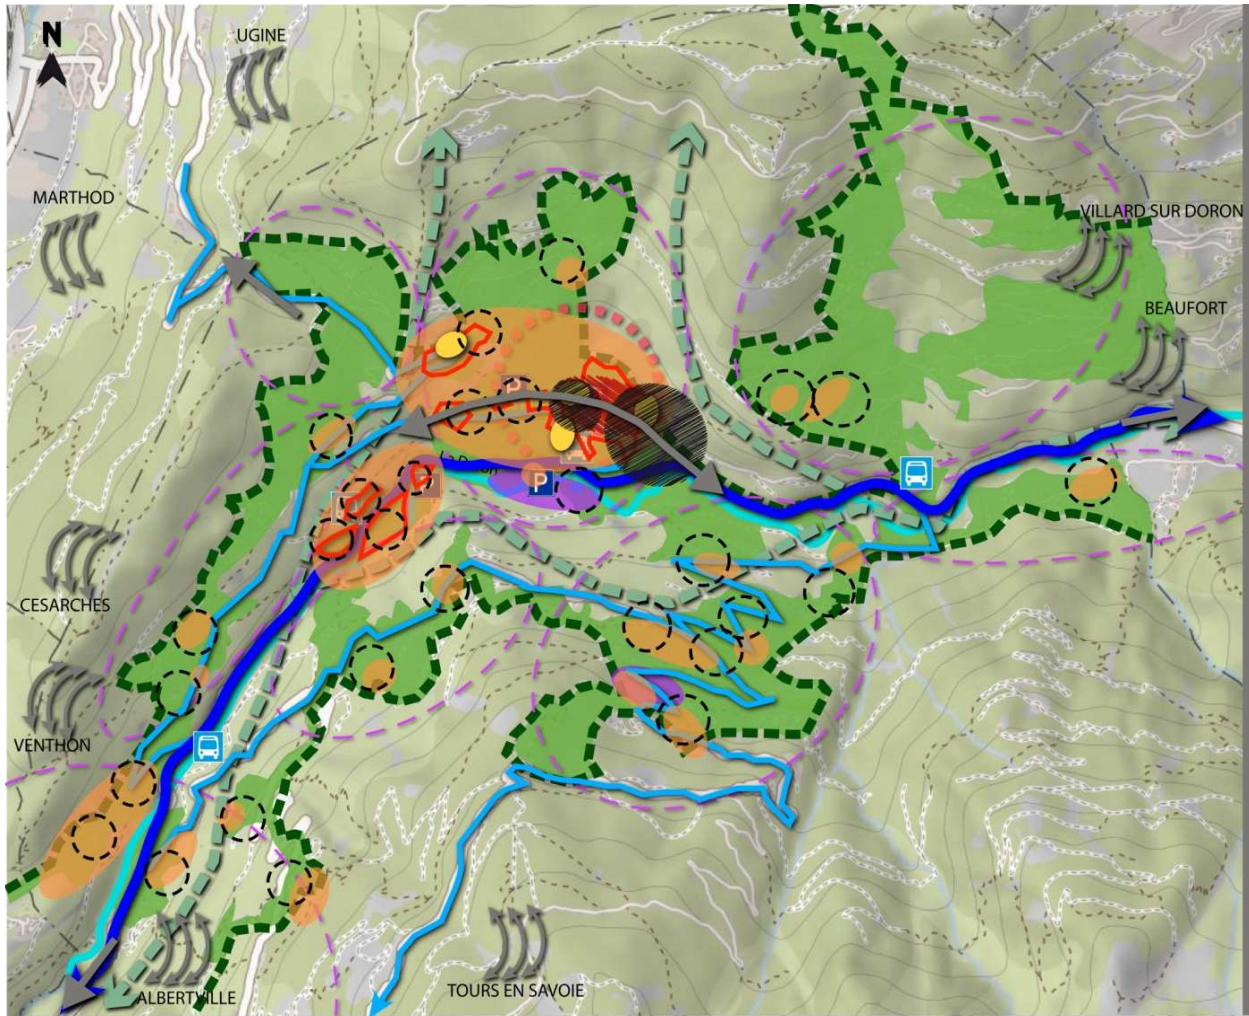 N
UGINE
MARTHOD
VILLARD SUR DORON
BEAUFORT
P
P
CESARCHES
VENTHON
ALBERTVILLE
TOURS EN SAVOIE